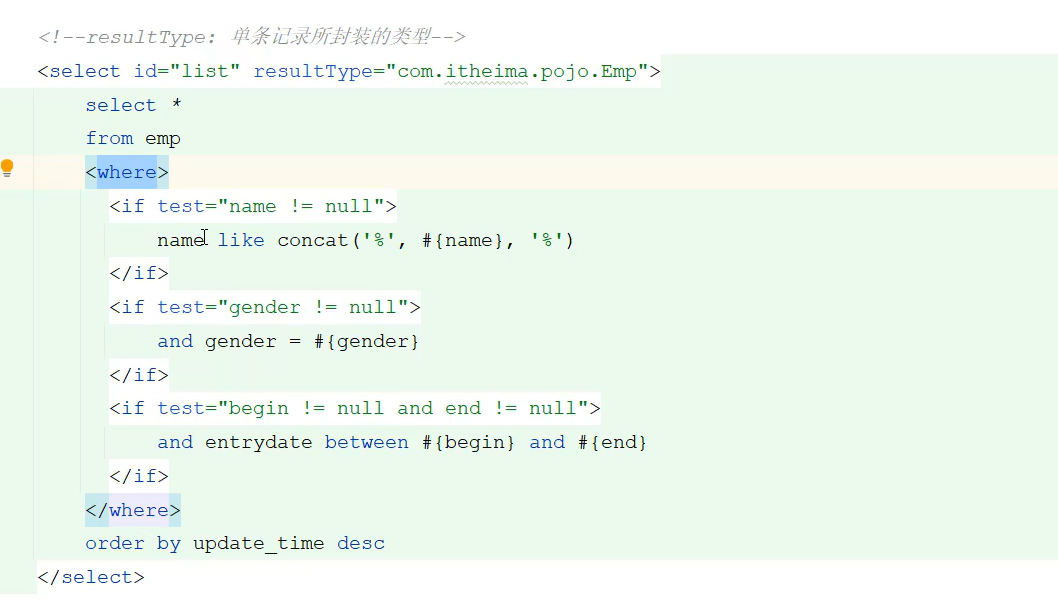 <!--resultType: 单条记录所封装的类型-->
<select id="list" resultType="com.itheima.pojo.Emp">
select *
from emp
<where>
<if test="name != null">
name like concat('%', #{name}, '%')
</if>
<if test="gender != null">
and gender = #{gender}
</if>
<if test="begin != null and end != null">
and entrydate between #{begin} and #{end}
</if>
</where>
order by update_time desc
</select>